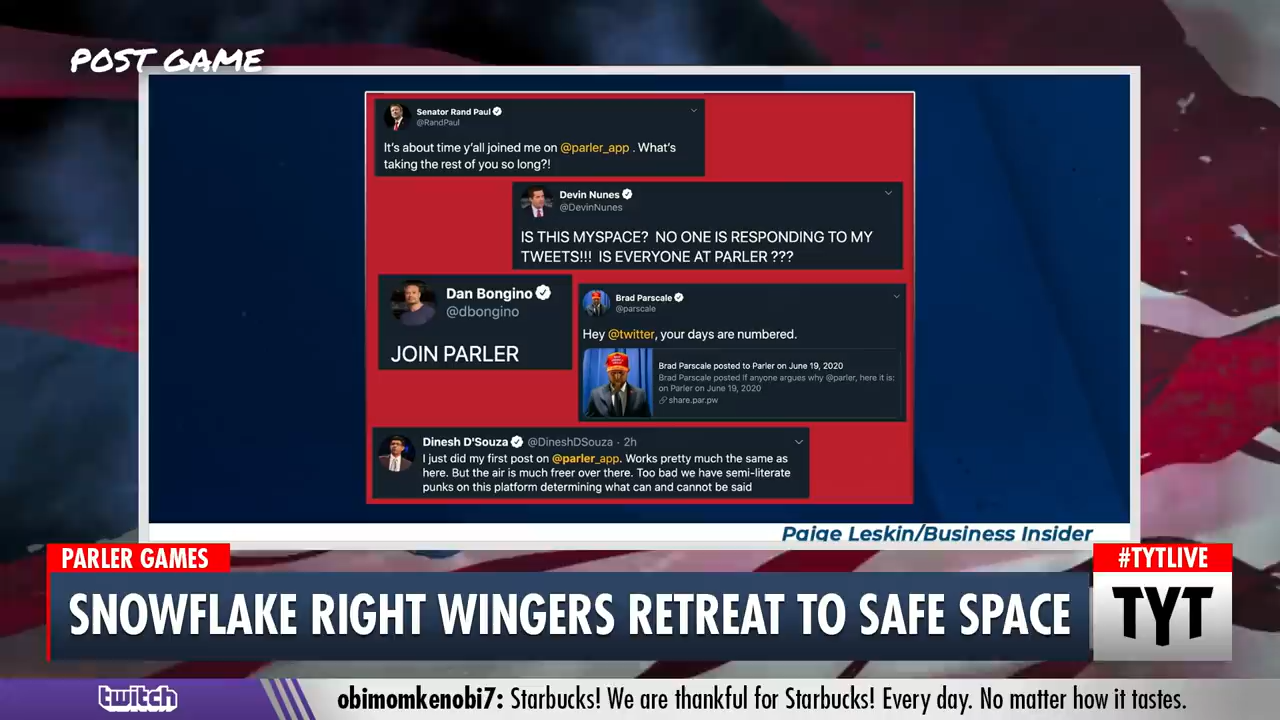 POST GAME
Senator Rand Paul
@RandPaul
It's about time y'all joined me on @parler_app . What's
taking the rest of you so long?!
Devin Nunes
@DevinNunes
IS THIS MYSPACE? NO ONE IS RESPONDING TO MY
TWEETS!!! IS EVERYONE AT PARLER ???
Dan Bongino
@dbongino
JOIN PARLER
Brad Parscale
@parscale
Hey @twitter, your days are numbered.
Brad Parscale posted to Parler on June 19, 2020
Brad Parscale posted If anyone argues why @parler, here it is:
on Parler on June 19, 2020
share.par.pw
Dinesh D'Souza @DineshDSouza · 2h
I just did my first post on @parler_app. Works pretty much the same as
here. But the air is much freer over there. Too bad we have semi-literate
punks on this platform determining what can and cannot be said
Paige Leskin/Business Insider
PARLER GAMES
#TYTLIVE
SNOWFLAKE RIGHT WINGERS RETREAT TO SAFE SPACE
TYT
twitch
obimomkenobi7: Starbucks! We are thankful for Starbucks! Every day. No matter how it tastes.